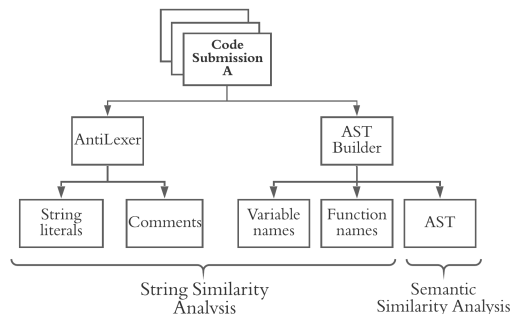 Code
Submission
A
AntiLexer
AST
Builder
String
literals
Comments
Variable
names
Function
names
AST
String Similarity
Analysis
Semantic
Similarity Analysis